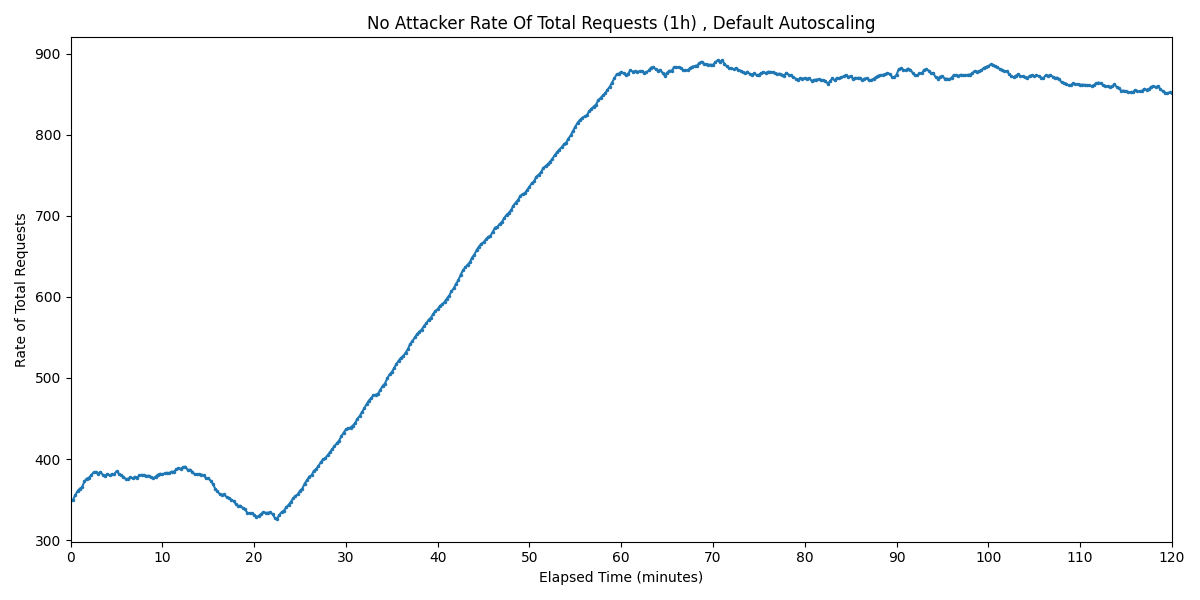 No Attacker Rate Of Total Requests (1h) , Default Autoscaling
900
800
700
600
500
400
300
Rate of Total Requests
0 10 20 30 40 50 60 70 80 90 100 110 120
Elapsed Time (minutes)